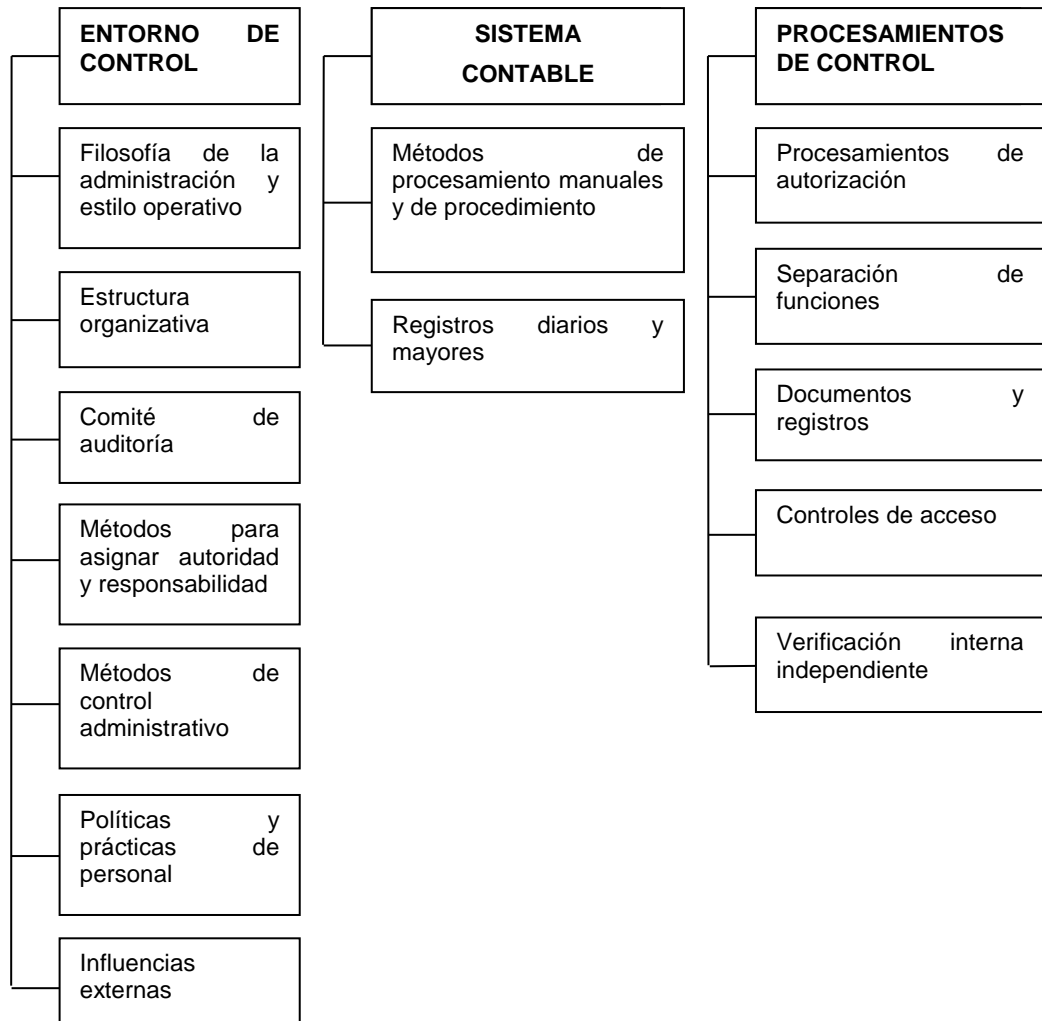 ENTORNO DE
CONTROL
Filosofía de la
administración y
estilo operativo
Estructura
organizativa
Comité de
auditoría
Métodos para
asignar autoridad
y responsabilidad
Métodos de
control
administrativo
Políticas y
prácticas de
personal
Influencias
externas
SISTEMA
CONTABLE
Métodos de
procesamiento manuales
y de procedimiento
Registros diarios y
mayores
PROCESAMIENTOS
DE CONTROL
Procesamientos de
autorización
Separación de
funciones
Documentos y
registros
Controles de acceso
Verificación interna
independiente